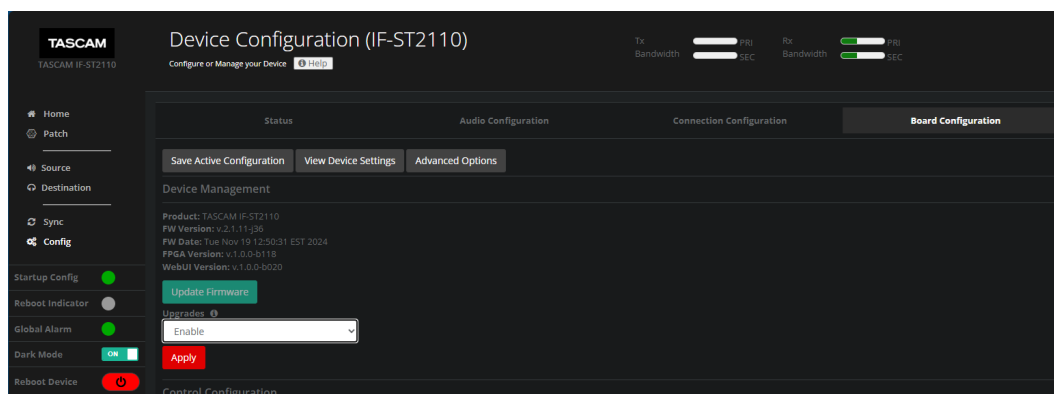 TASCAM
TASCAM IF-ST2110
Device Configuration (IF-ST2110)
Configure or Manage your Device Help
Tx
Bandwidth
PRI
SEC
Rx
Bandwidth
PRI
SEC
Home
Patch
Source
Destination
Sync
Config
Startup Config
Reboot Indicator
Global Alarm
Dark Mode ON
Reboot Device
Status Audio Configuration Connection Configuration Board Configuration
Save Active Configuration View Device Settings Advanced Options
Device Management
Product: TASCAM IF-ST2110
FW Version: v.2.1.11-j36
FW Date: Tue Nov 19 12:50:31 EST 2024
FPGA Version: v.1.0.0-b118
WebUI Version: v.1.0.0-b020
Update Firmware
Upgrades
Enable
Apply
Control Configuration